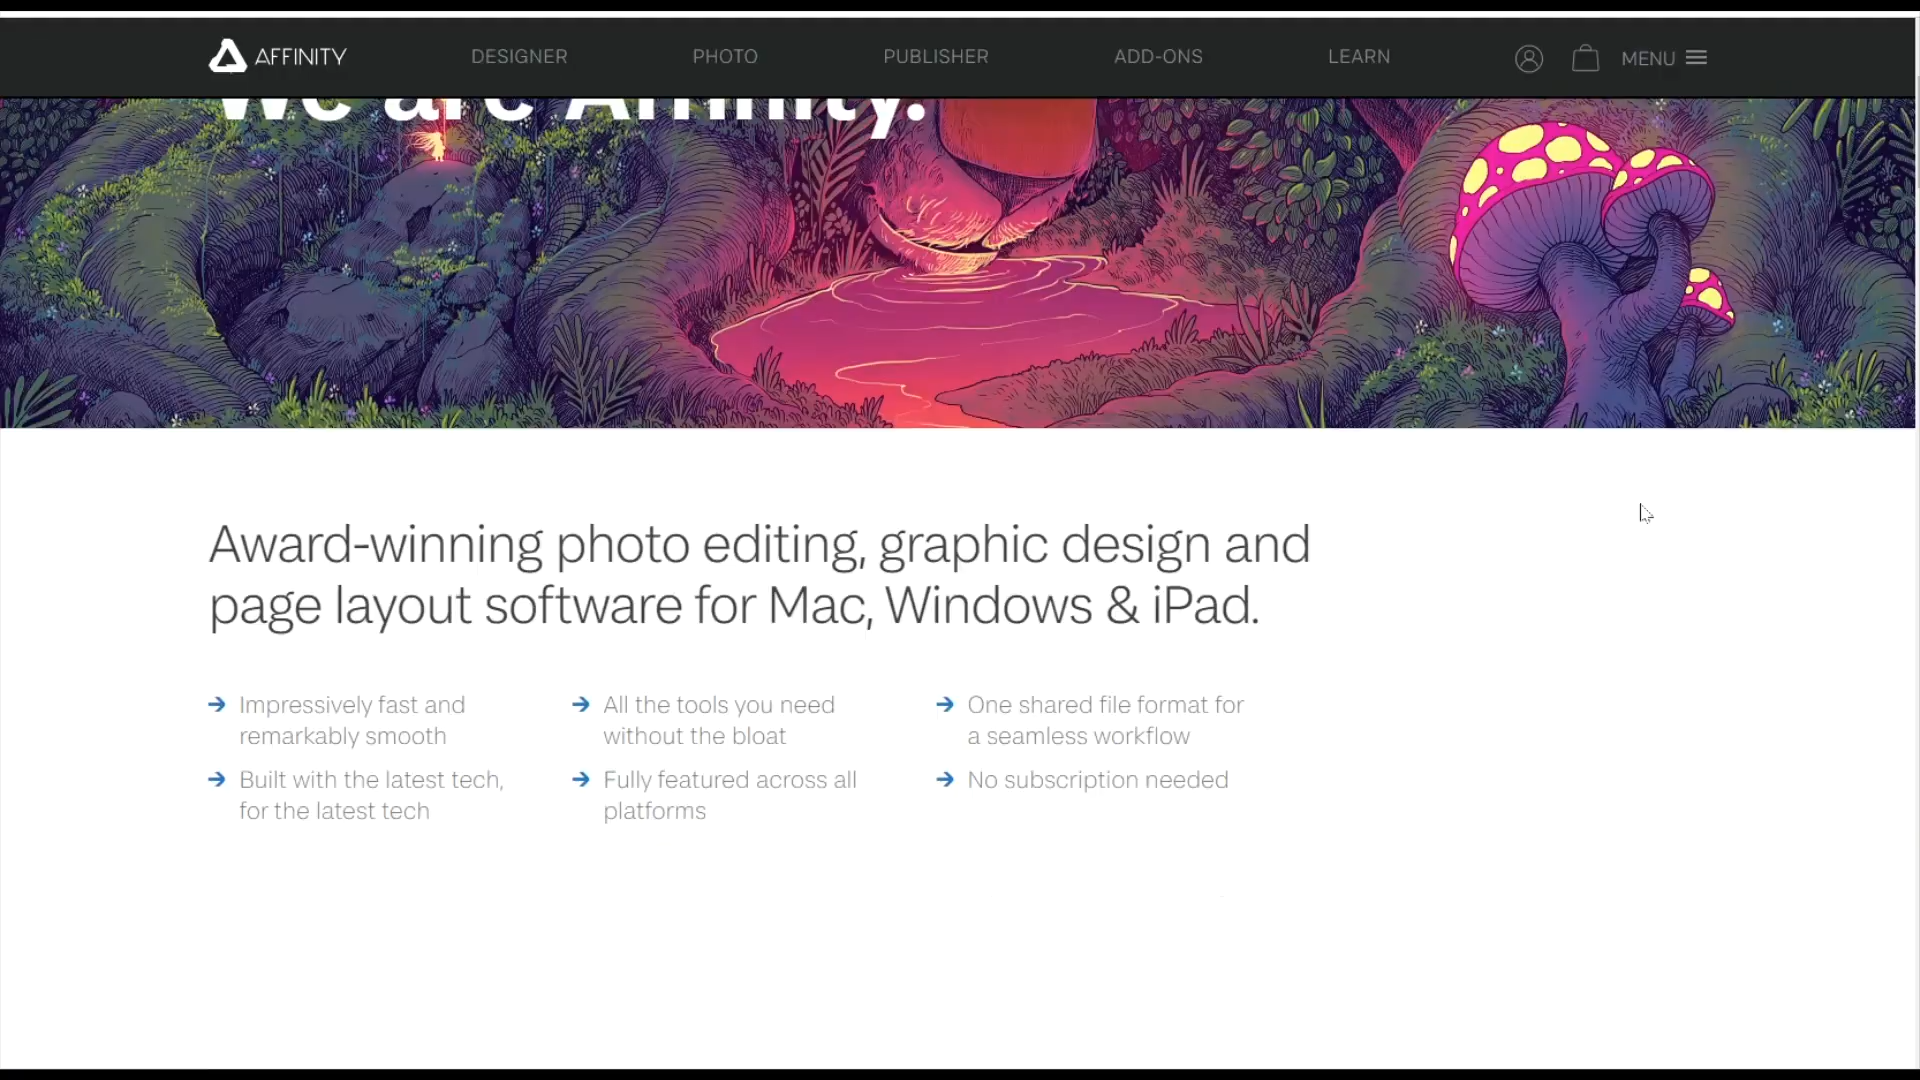 AFFINITY
DESIGNER
PHOTO
PUBLISHER
ADD-ONS
LEARN
MENU
We are Affinity.
Award-winning photo editing, graphic design and
page layout software for Mac, Windows & iPad.
Impressively fast and
remarkably smooth
All the tools you need
without the bloat
One shared file format for
a seamless workflow
Built with the latest tech,
for the latest tech
Fully featured across all
platforms
No subscription needed